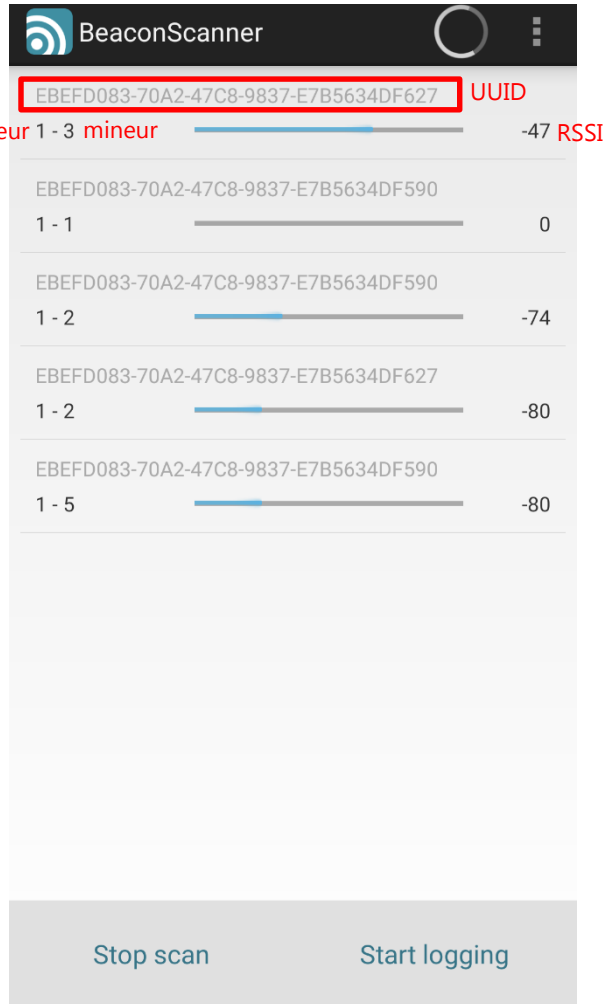 BeaconScanner
EBEFD083-70A2-47C8-9837-E7B5634DF627 UUID
eur 1 - 3 mineur -47 RSSI
EBEFD083-70A2-47C8-9837-E7B5634DF590
1 - 1 0
EBEFD083-70A2-47C8-9837-E7B5634DF590
1 - 2 -74
EBEFD083-70A2-47C8-9837-E7B5634DF627
1 - 2 -80
EBEFD083-70A2-47C8-9837-E7B5634DF590
1 - 5 -80
Stop scan Start logging